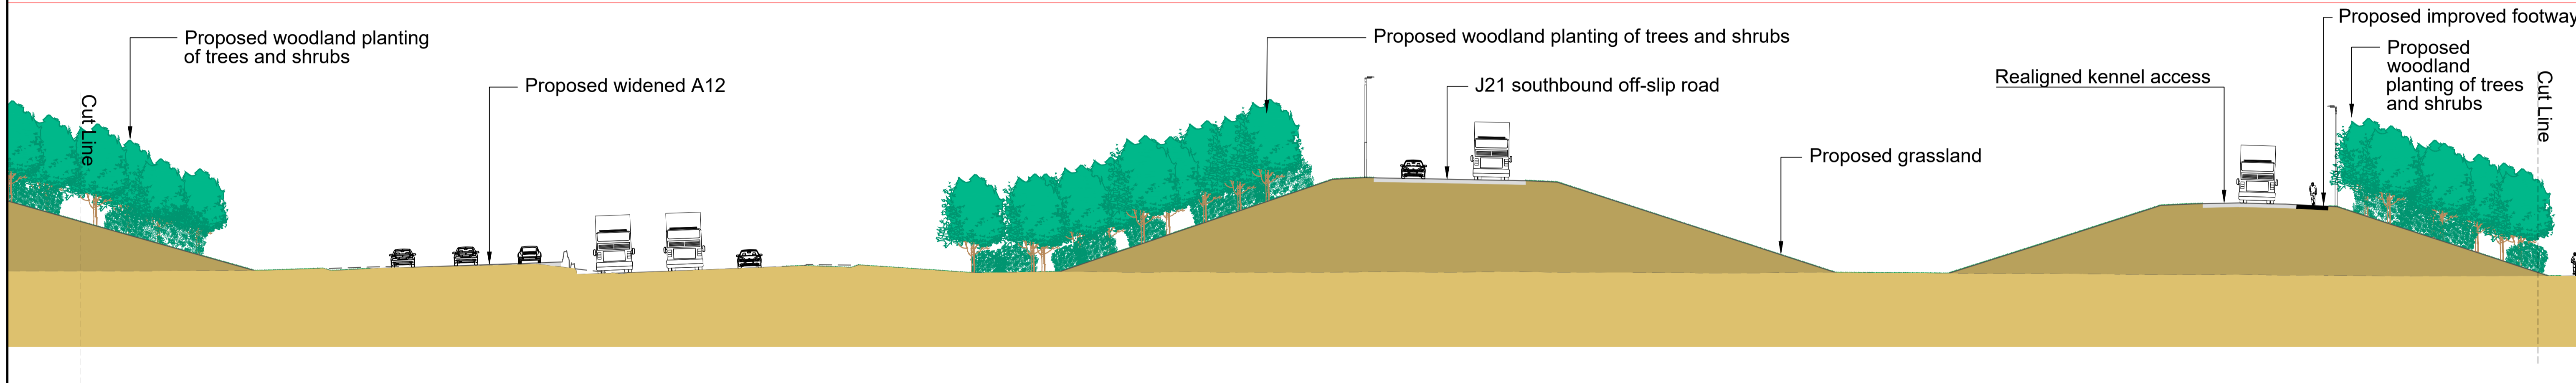 Proposed woodland planting
of trees and shrubs
Cut Line
Proposed widened A12
Proposed woodland planting of trees and shrubs
J21 southbound off-slip road
Proposed grassland
Realigned kennel access
Proposed improved footway
Proposed
woodland
planting of trees
and shrubs
Cut Line